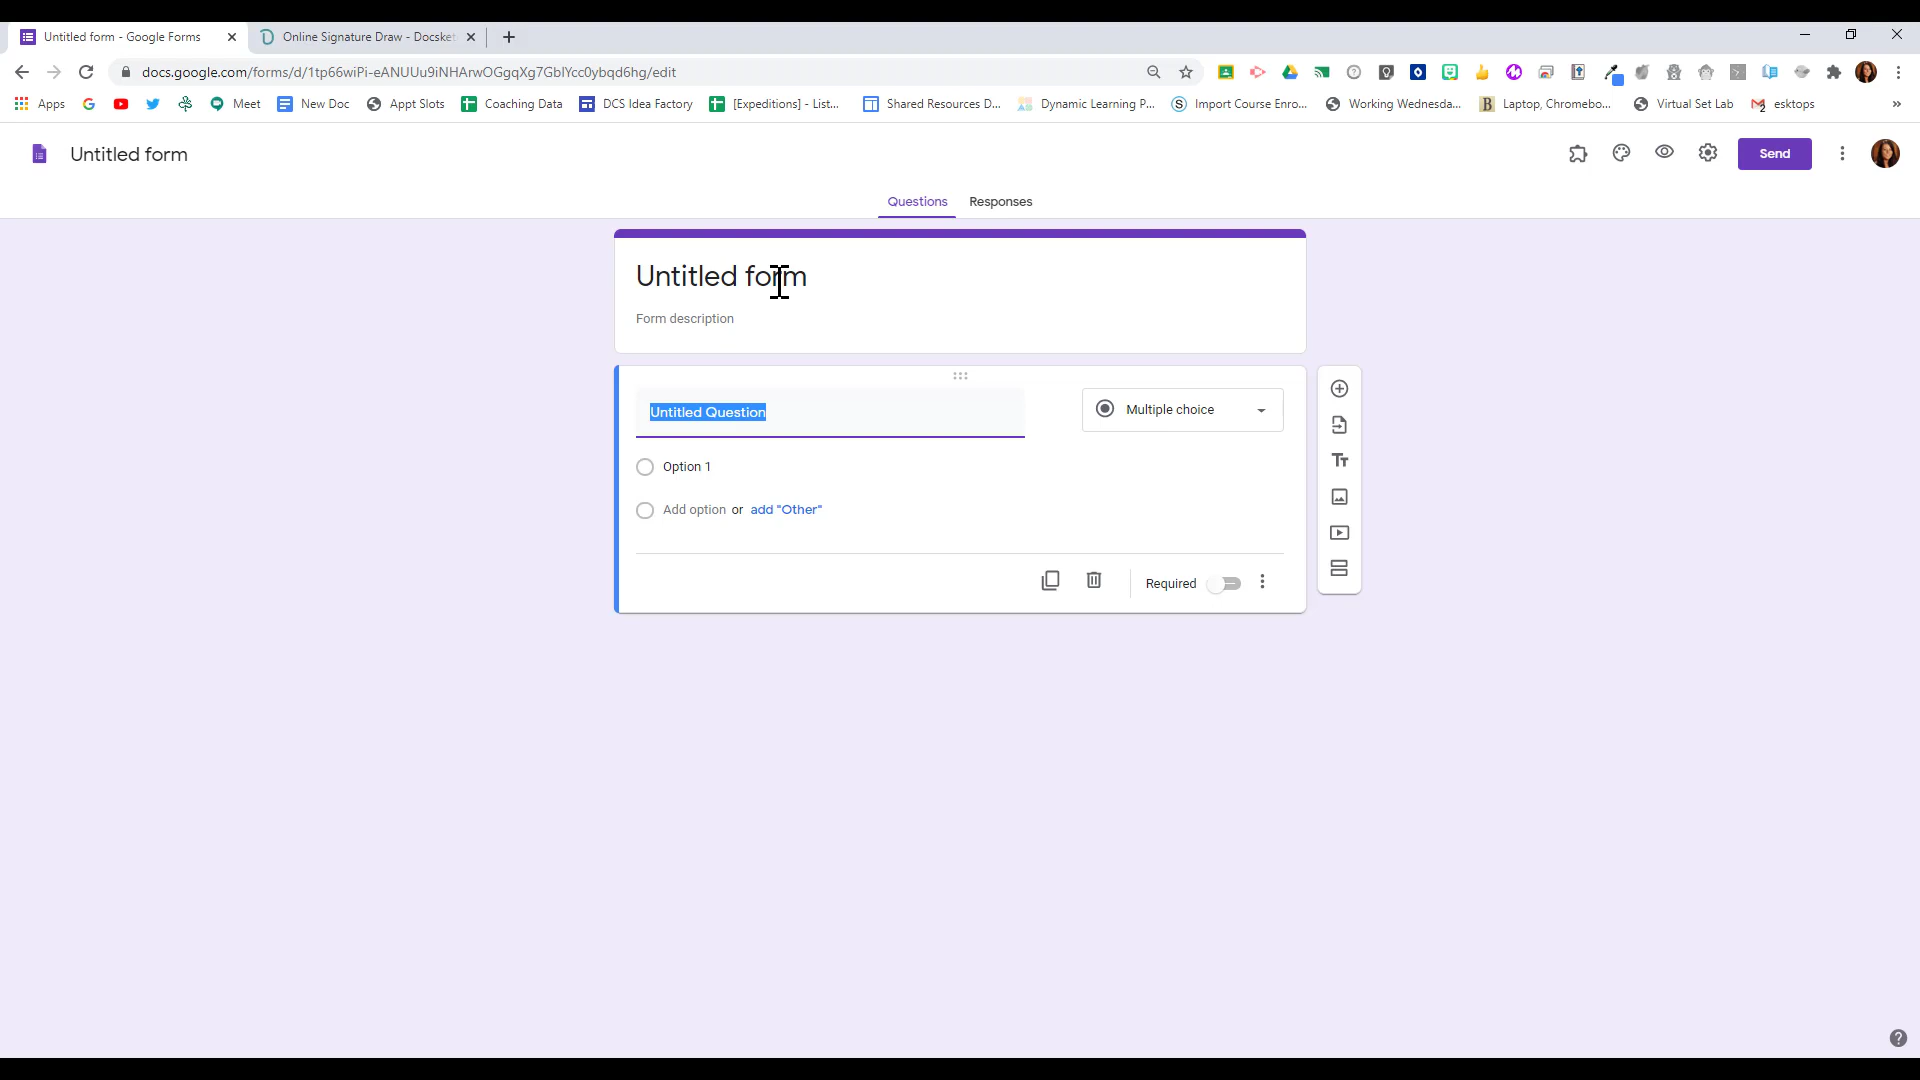 Untitled form - Google Forms
Online Signature Draw - Docsket
docs.google.com/forms/d/1tp66wiPi-eANUUu9iNHArwOGgqXg7GblYcc0ybqd6hg/edit
Apps Meet New Doc Appt Slots Coaching Data DCS Idea Factory [Expeditions] - List... Shared Resources D... Dynamic Learning P... Import Course Enro... Working Wednesda... Laptop, Chromebo... Virtual Set Lab esktops »
Untitled form
Send
Questions Responses
Untitled form
Form description
Untitled Question
Multiple choice
Option 1
Add option or add "Other"
Required